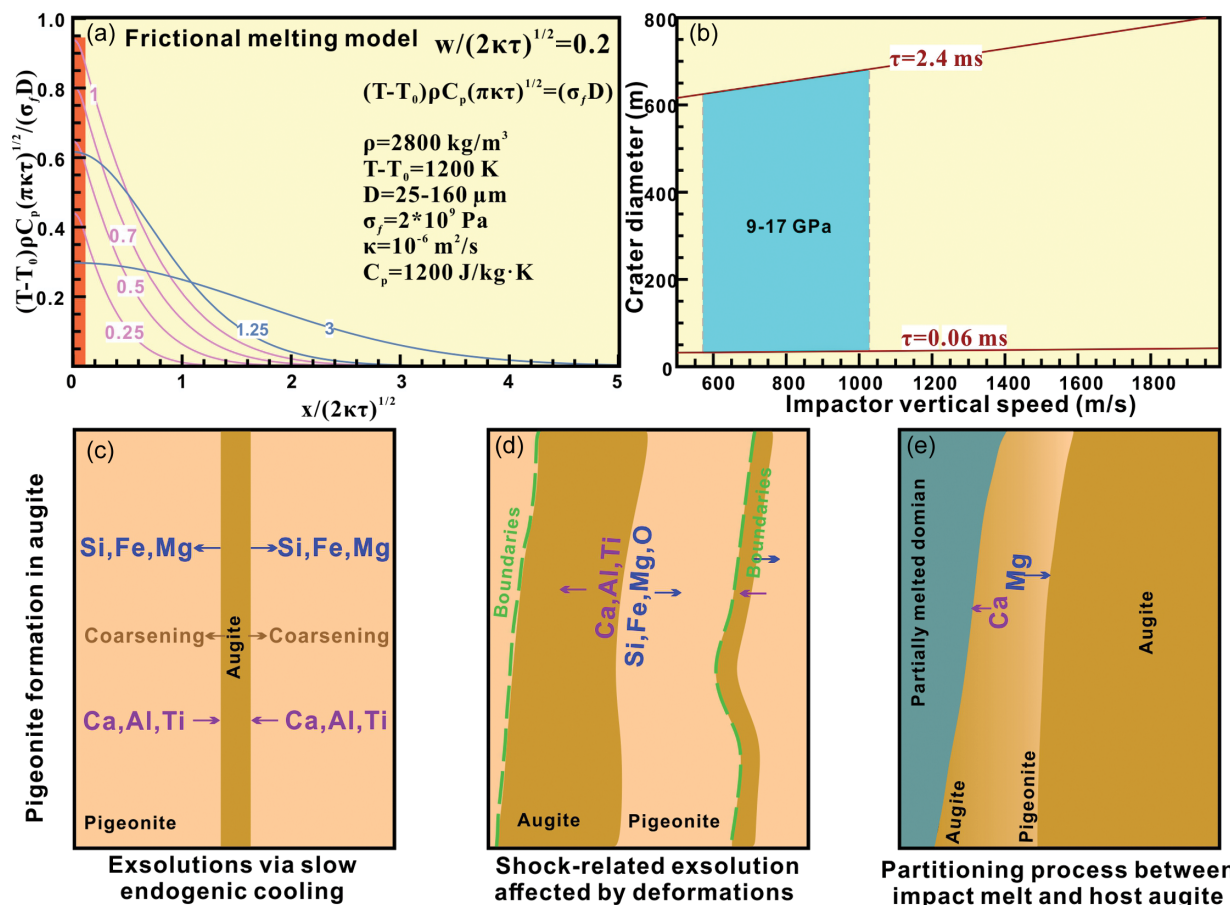 (a) Frictional melting model w/(2κτ)^1/2=0.2
(T-T₀)ρCₚ(πκτ)^1/2=(σ_fD)
ρ=2800 kg/m³
T-T₀=1200 K
D=25-160 μm
σ_f=2*10⁹ Pa
κ=10⁻⁶ m²/s
Cₚ=1200 J/kg·K
(T-T₀)ρCₚ(πκτ)^1/2/(σ_fD)
1.0
0.8
0.6
0.4
0.2
1
0.7
0.5
0.25
1.25
3
0 1 2 3 4 5
x/(2κτ)^1/2
(b)
τ=2.4 ms
9-17 GPa
τ=0.06 ms
Crater diameter (m)
800
600
400
200
0
600 800 1000 1200 1400 1600 1800
Impactor vertical speed (m/s)
Pigeonite formation in augite
(c)
Si,Fe,Mg Si,Fe,Mg
Coarsening Coarsening
Augite
Ca,Al,Ti Ca,Al,Ti
Pigeonite
Exsolutions via slow
endogenic cooling
(d)
Boundaries
Ca,Al,Ti
Si,Fe,Mg,O
Boundaries
Augite Pigeonite
Shock-related exsolution
affected by deformations
(e)
Partially melted domian
Ca
Mg
Augite
Augite
Pigeonite
Partitioning process between
impact melt and host augite